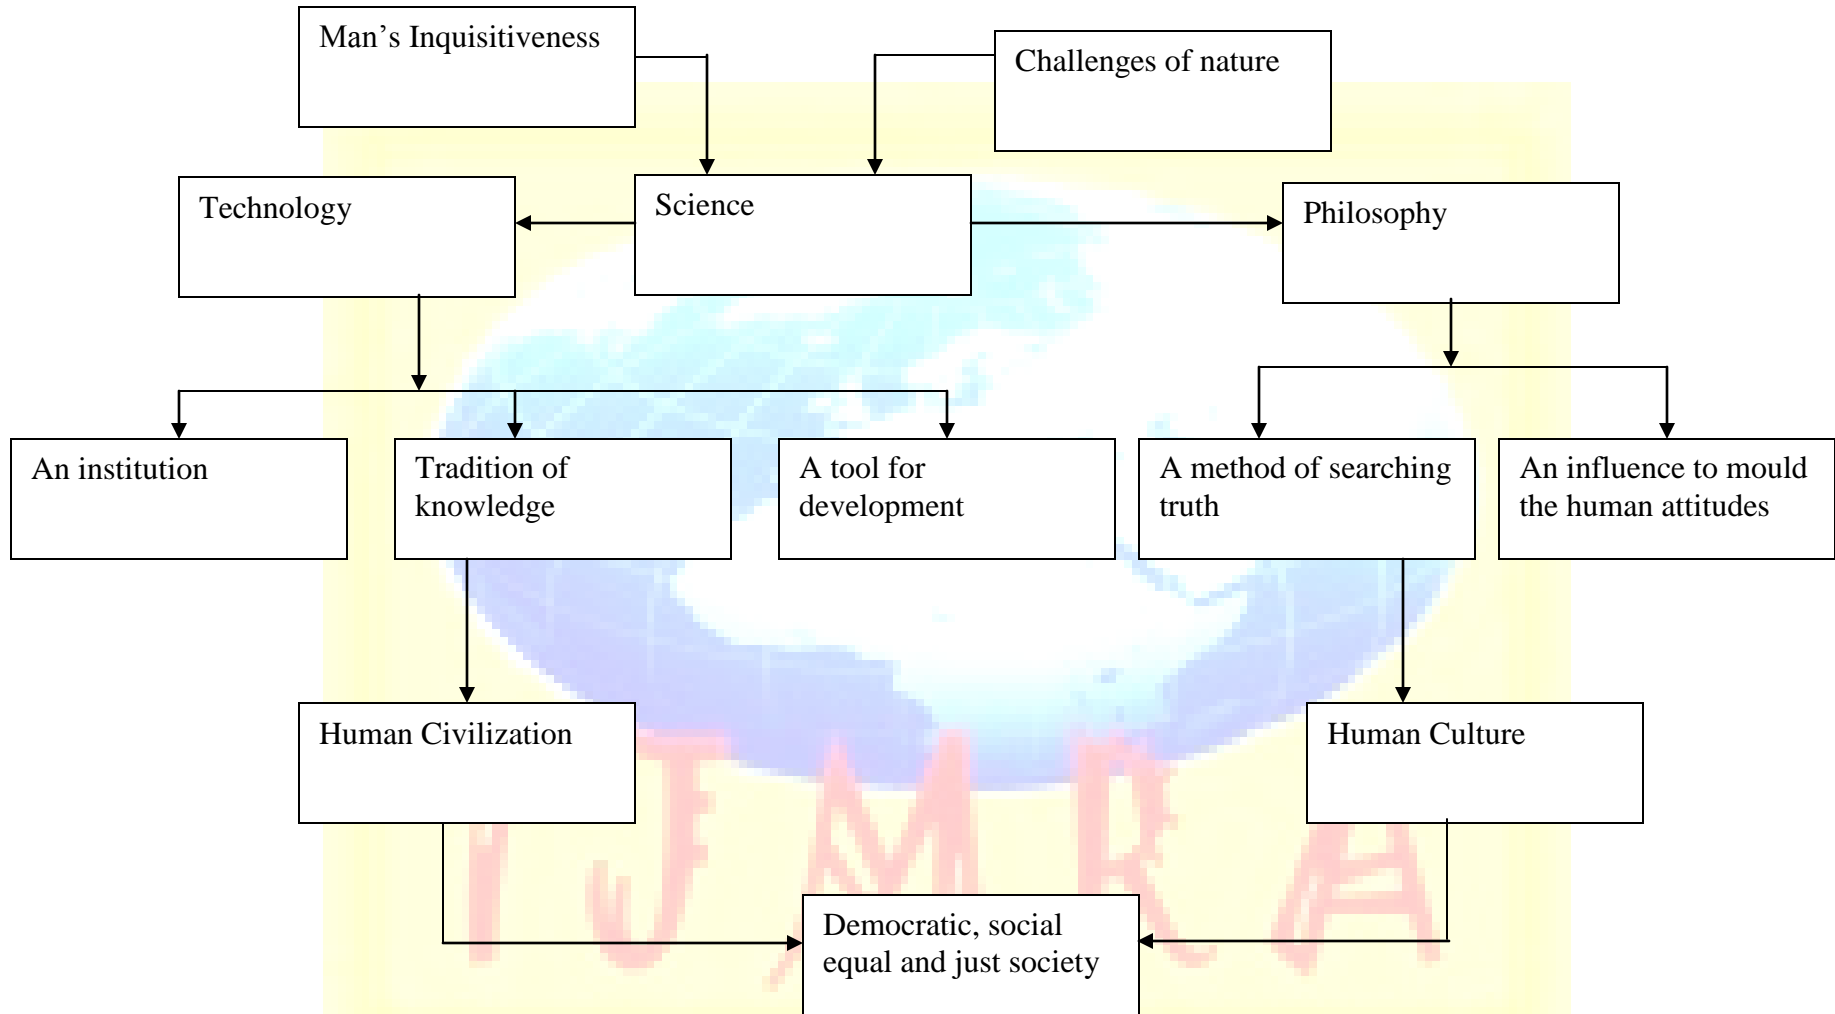 Man’s Inquisitiveness
Challenges of nature
Technology
Science
Philosophy
An institution
Tradition of
knowledge
A tool for
development
A method of searching
truth
An influence to mould
the human attitudes
Human Civilization
Human Culture
Democratic, social
equal and just society
IJMRA